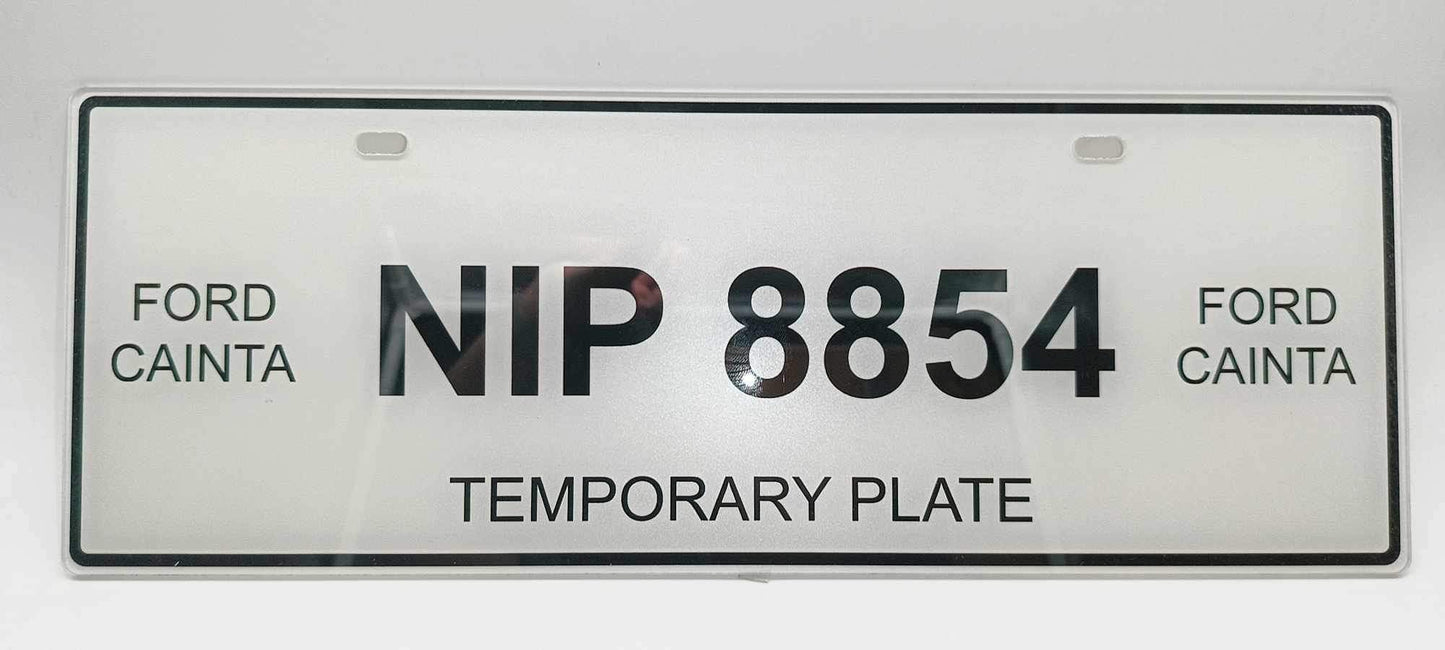 FORD
CAINTA
NIP 8854
FORD
CAINTA
TEMPORARY PLATE